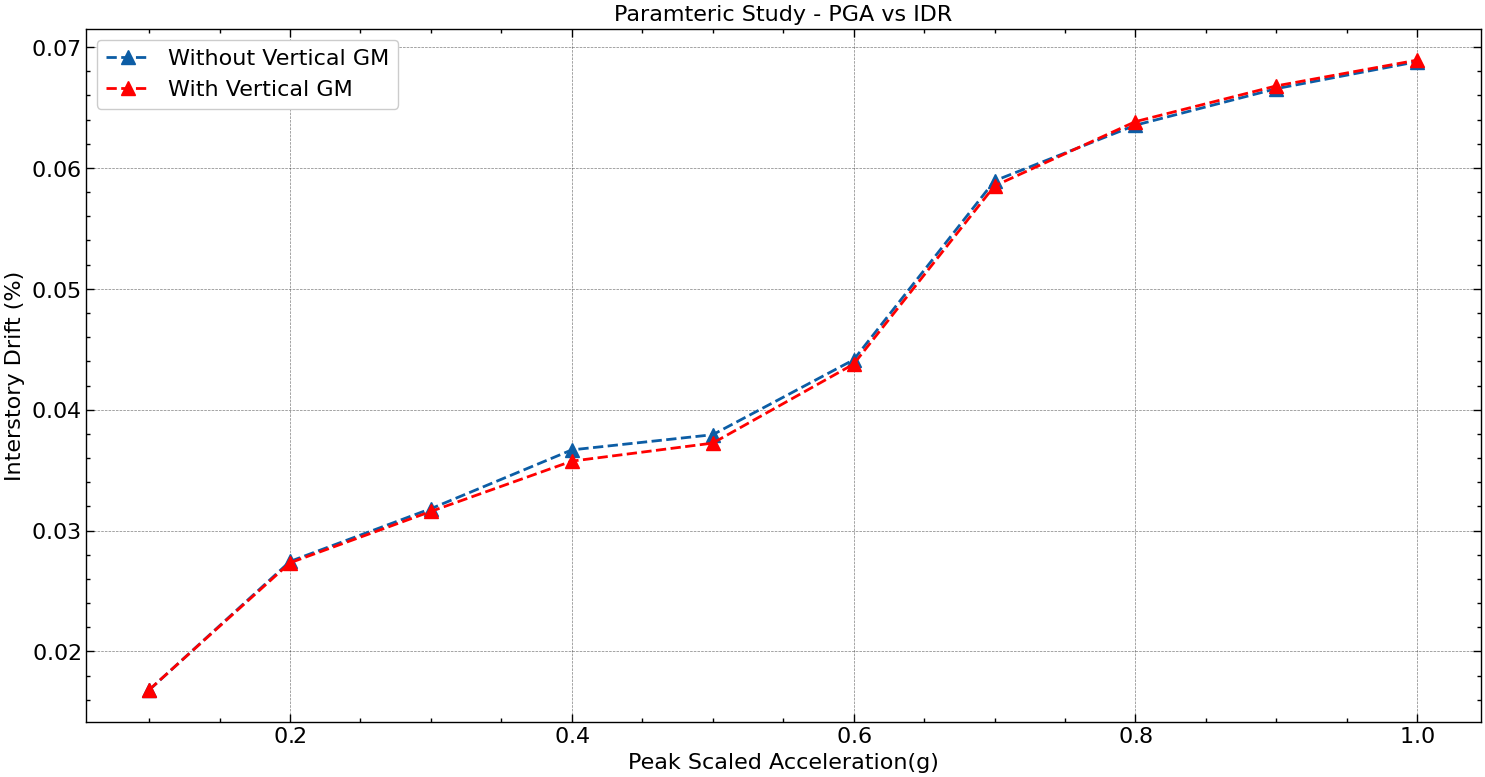 Paramteric Study - PGA vs IDR
Without Vertical GM
With Vertical GM
0.07
0.06
0.05
0.04
0.03
0.02
Interstory Drift (%)
0.2 0.4 0.6 0.8 1.0
Peak Scaled Acceleration(g)